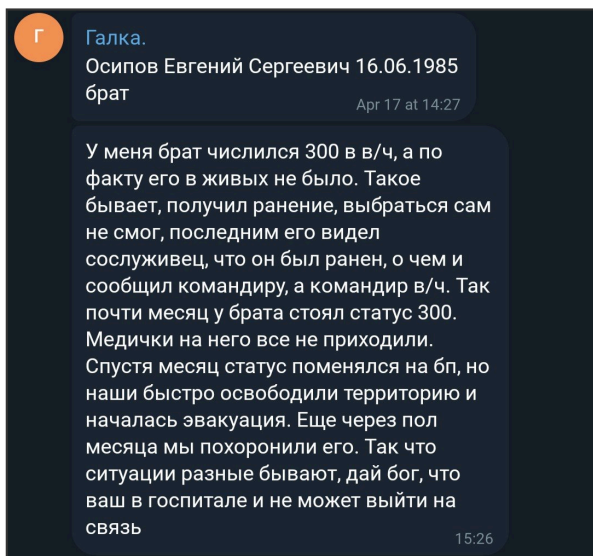 Г
Галка.
Осипов Евгений Сергеевич 16.06.1985
брат
Apr 17 at 14:27
У меня брат числился 300 в в/ч, а по
факту его в живых не было. Такое
бывает, получил ранение, выбраться сам
не смог, последним его видел
сослуживец, что он был ранен, о чем и
сообщил командиру, а командир в/ч. Так
почти месяц у брата стоял статус 300.
Медички на него все не приходили.
Спустя месяц статус поменялся на бп, но
наши быстро освободили территорию и
началась эвакуация. Еще через пол
месяца мы похоронили его. Так что
ситуации разные бывают, дай бог, что
ваш в госпитале и не может выйти на
связь
15:26